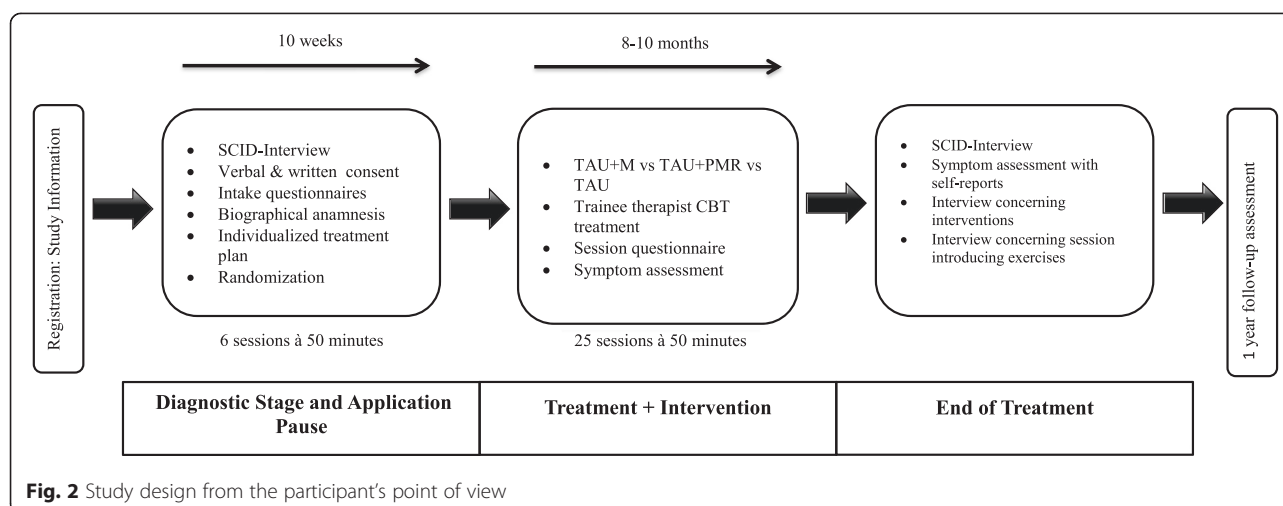 10 weeks
8-10 months
Registration: Study Information
• SCID-Interview
• Verbal & written consent
• Intake questionnaires
• Biographical anamnesis
• Individualized treatment
plan
• Randomization
6 sessions à 50 minutes
• TAU+M vs TAU+PMR vs
TAU
• Trainee therapist CBT
treatment
• Session questionnaire
• Symptom assessment
25 sessions à 50 minutes
• SCID-Interview
• Symptom assessment with
self-reports
• Interview concerning
interventions
• Interview concerning session
introducing exercises
1 year follow-up assessment
Diagnostic Stage and Application
Pause
Treatment + Intervention
End of Treatment
Fig. 2 Study design from the participant's point of view